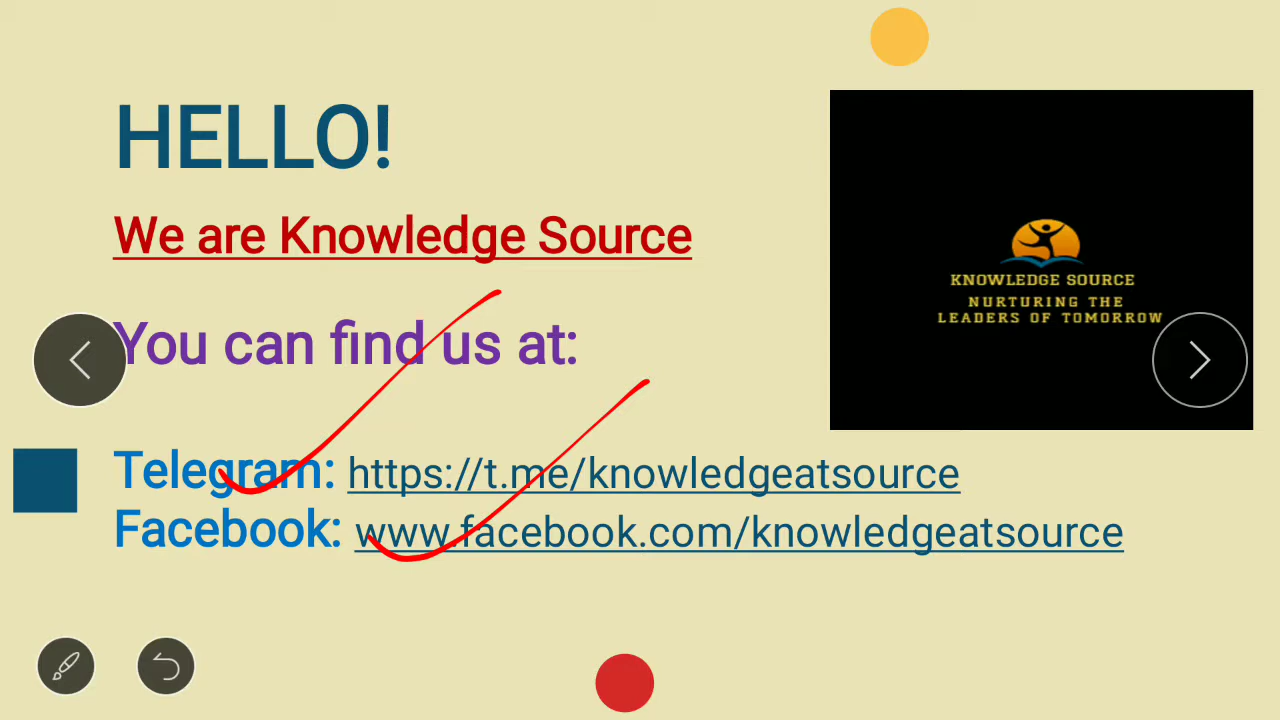 HELLO!
We are Knowledge Source
You can find us at:
Telegram: https://t.me/knowledgeatsource
Facebook: www.facebook.com/knowledgeatsource
KNOWLEDGE SOURCE
NURTURING THE
LEADERS OF TOMORROW